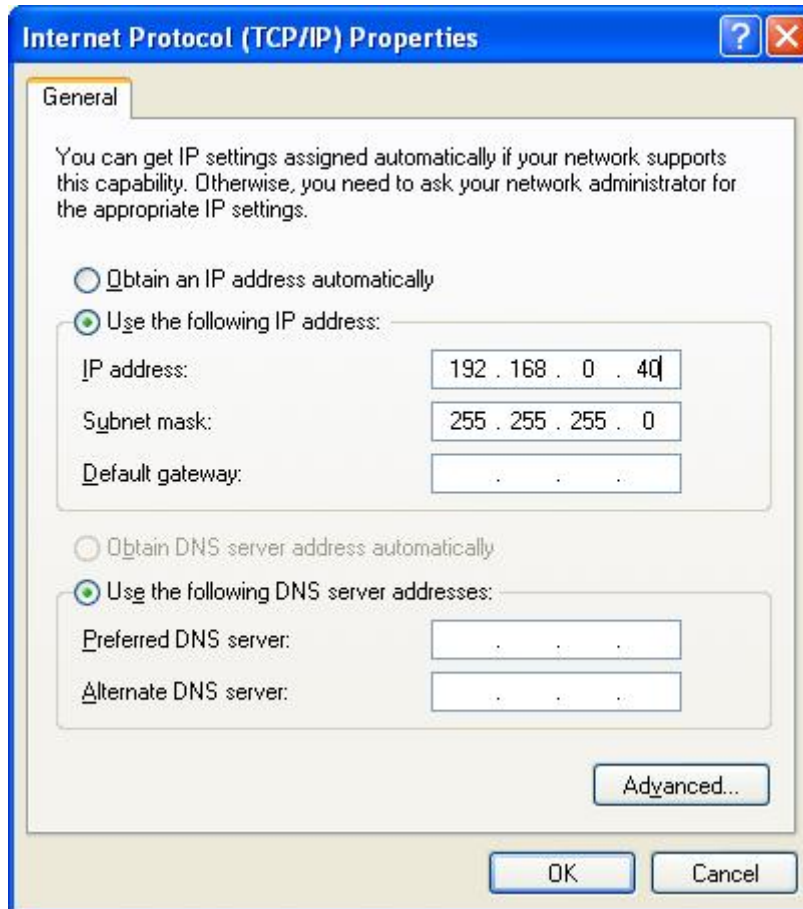 Internet Protocol (TCP/IP) Properties
General
You can get IP settings assigned automatically if your network supports
this capability. Otherwise, you need to ask your network administrator for
the appropriate IP settings.
Obtain an IP address automatically
Use the following IP address:
IP address: 192 . 168 . 0 . 40
Subnet mask: 255 . 255 . 255 . 0
Default gateway: . . .
Obtain DNS server address automatically
Use the following DNS server addresses:
Preferred DNS server: . . .
Alternate DNS server: . . .
Advanced...
OK Cancel